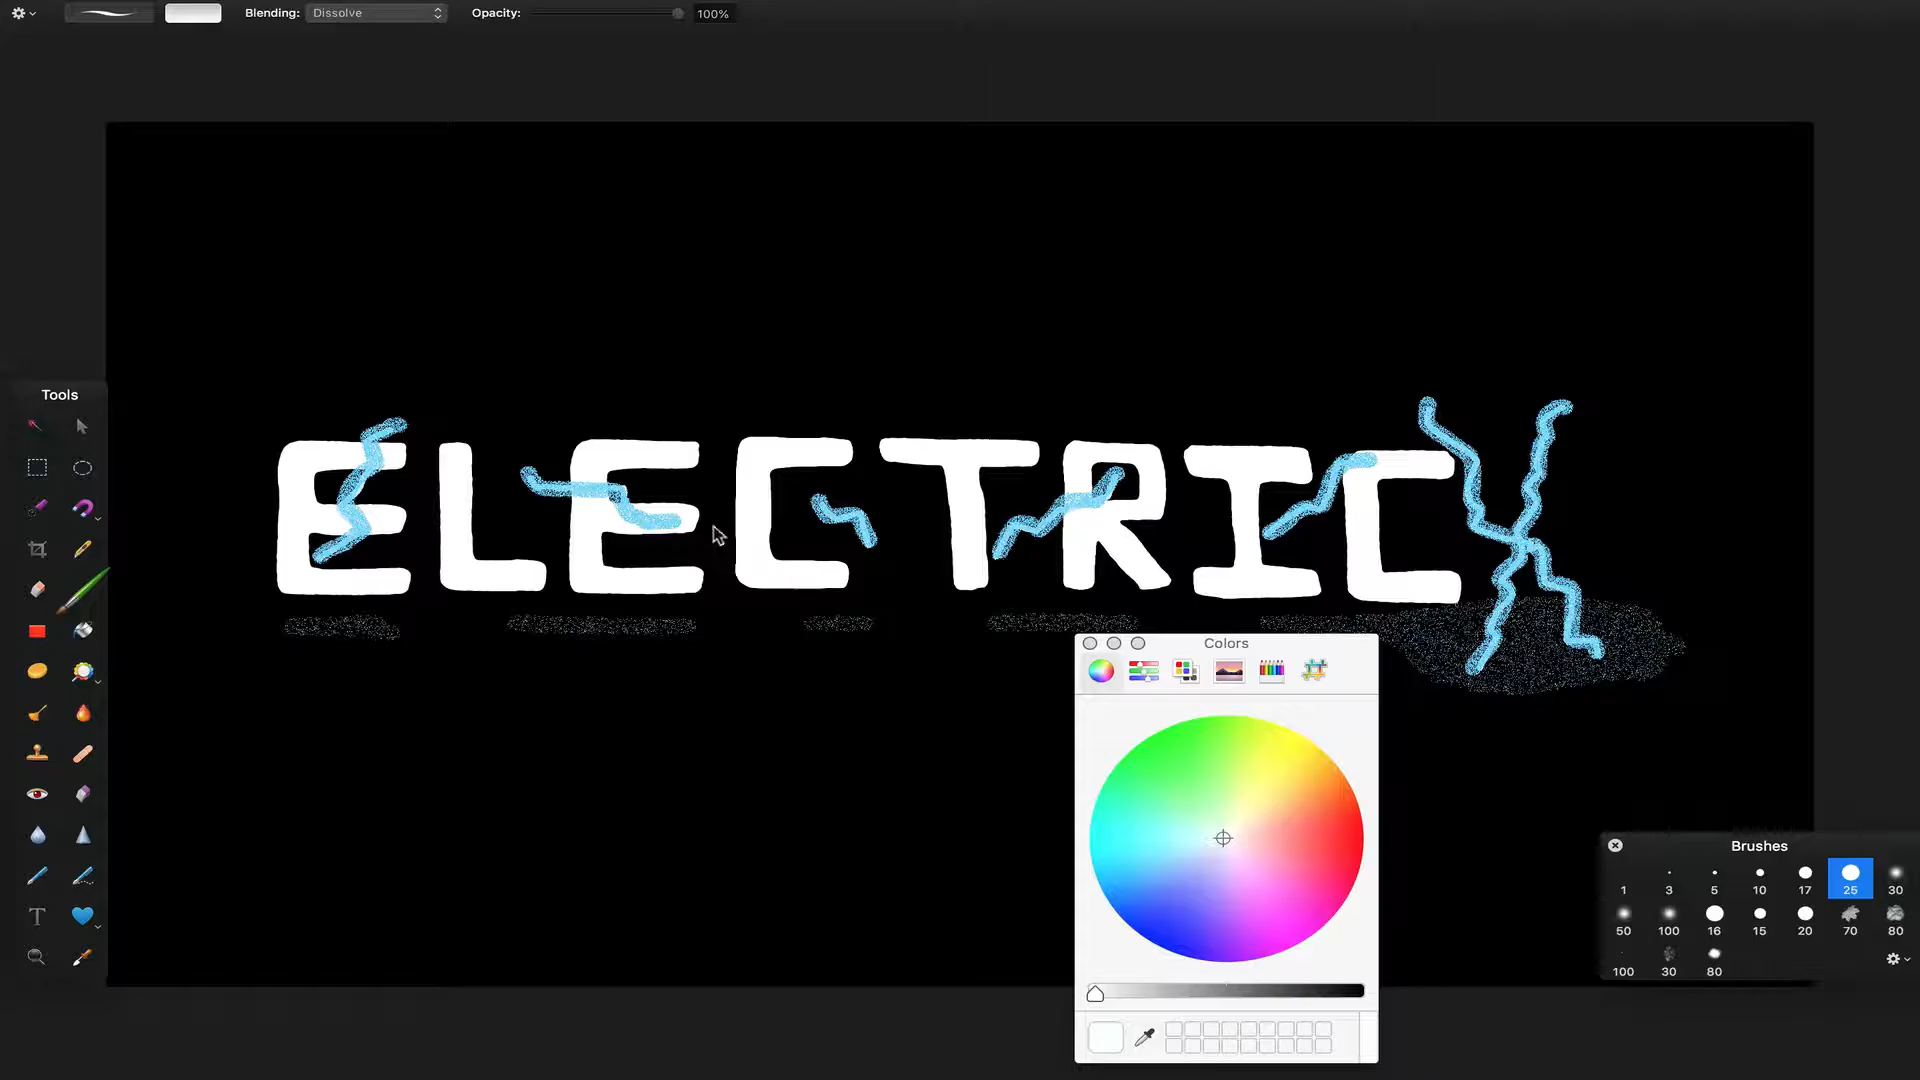 Blending: Dissolve Opacity: 100%
Tools
ELECTRIC
T
Colors
Brushes
1 3 5 10 17 25 30
50 100 16 15 20 70 80
100 30 80